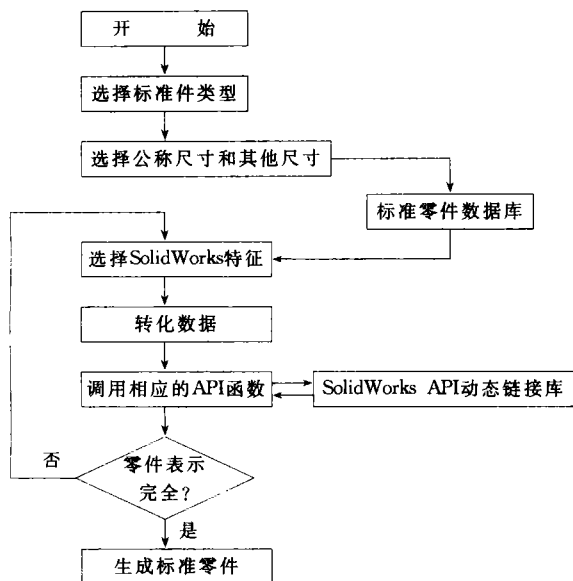 开 始
选择标准件类型
选择公称尺寸和其他尺寸
标准零件数据库
选择SolidWorks特征
转化数据
调用相应的API函数
SolidWorks API动态链接库
否
零件表示
完全?
是
生成标准零件